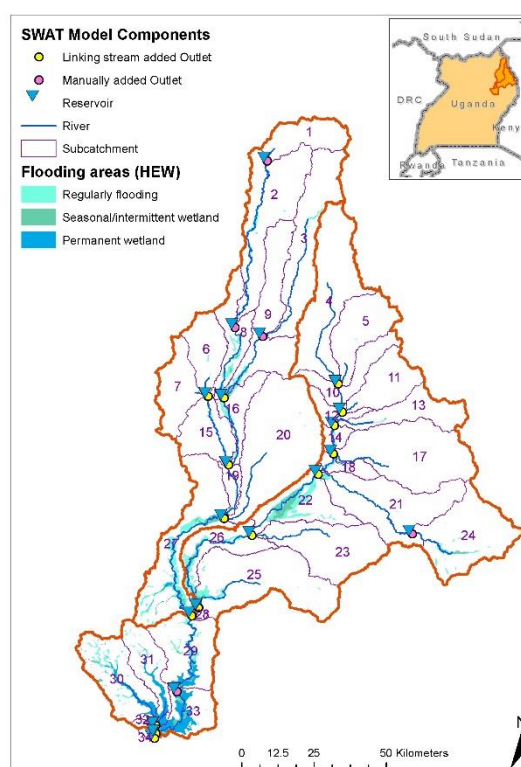 SWAT Model Components
Linking stream added Outlet
Manually added Outlet
Reservoir
River
Subcatchment
Flooding areas (HEW)
Regularly flooding
Seasonal/intermittent wetland
Permanent wetland
South Sudan
DRC
Uganda
Keny
Rwanda
Tanzania
1
2
3
9
4
5
8
6
7
10
11
16
12
13
15
20
14
17
19
18
22
21
24
27
26
23
25
28
29
31
30
33
32
34
N
0 12.5 25 50 Kilometers